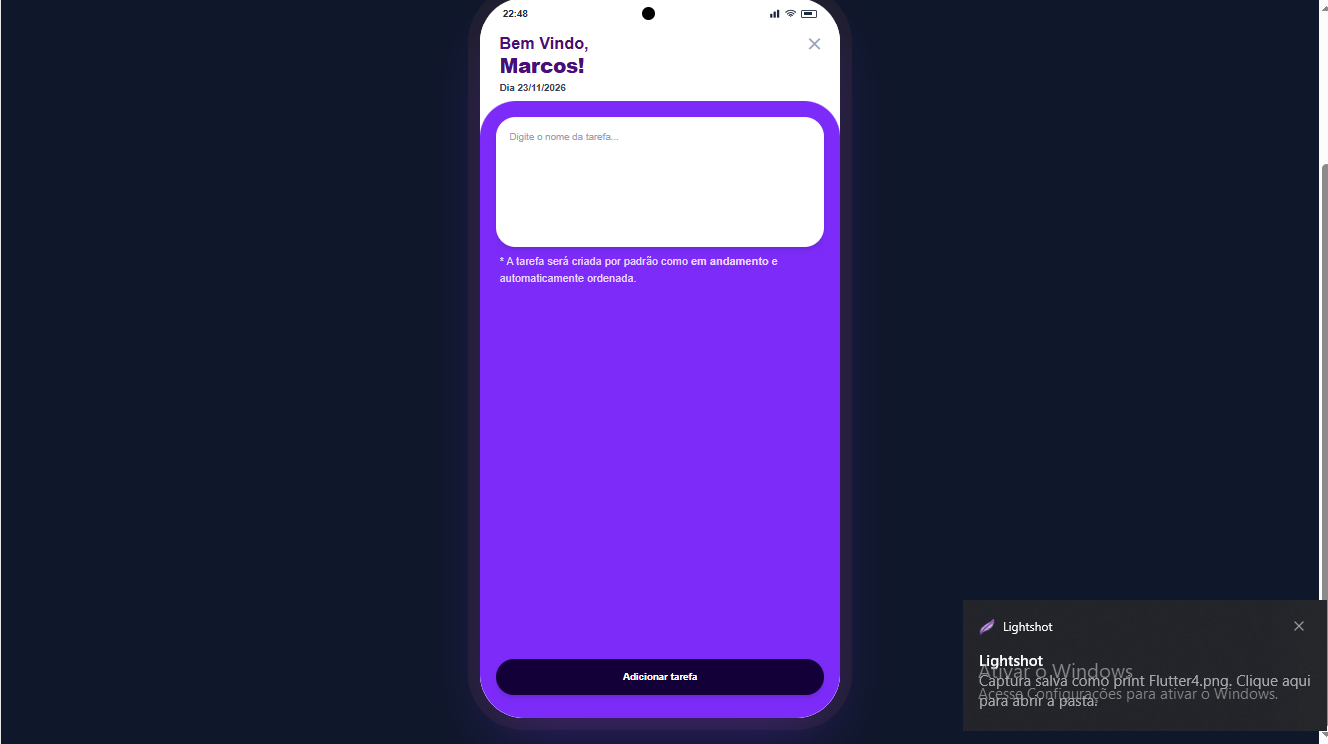 22:48
Bem Vindo,
Marcos!
Dia 23/11/2026
Digite o nome da tarefa...
* A tarefa será criada por padrão como em andamento e
automaticamente ordenada.
Adicionar tarefa
Lightshot
Lightshot
Ativar o Windows
Captura salva como print Flutter4.png. Clique aqui
Acesse Configurações para ativar o Windows.
para abrir a pasta.